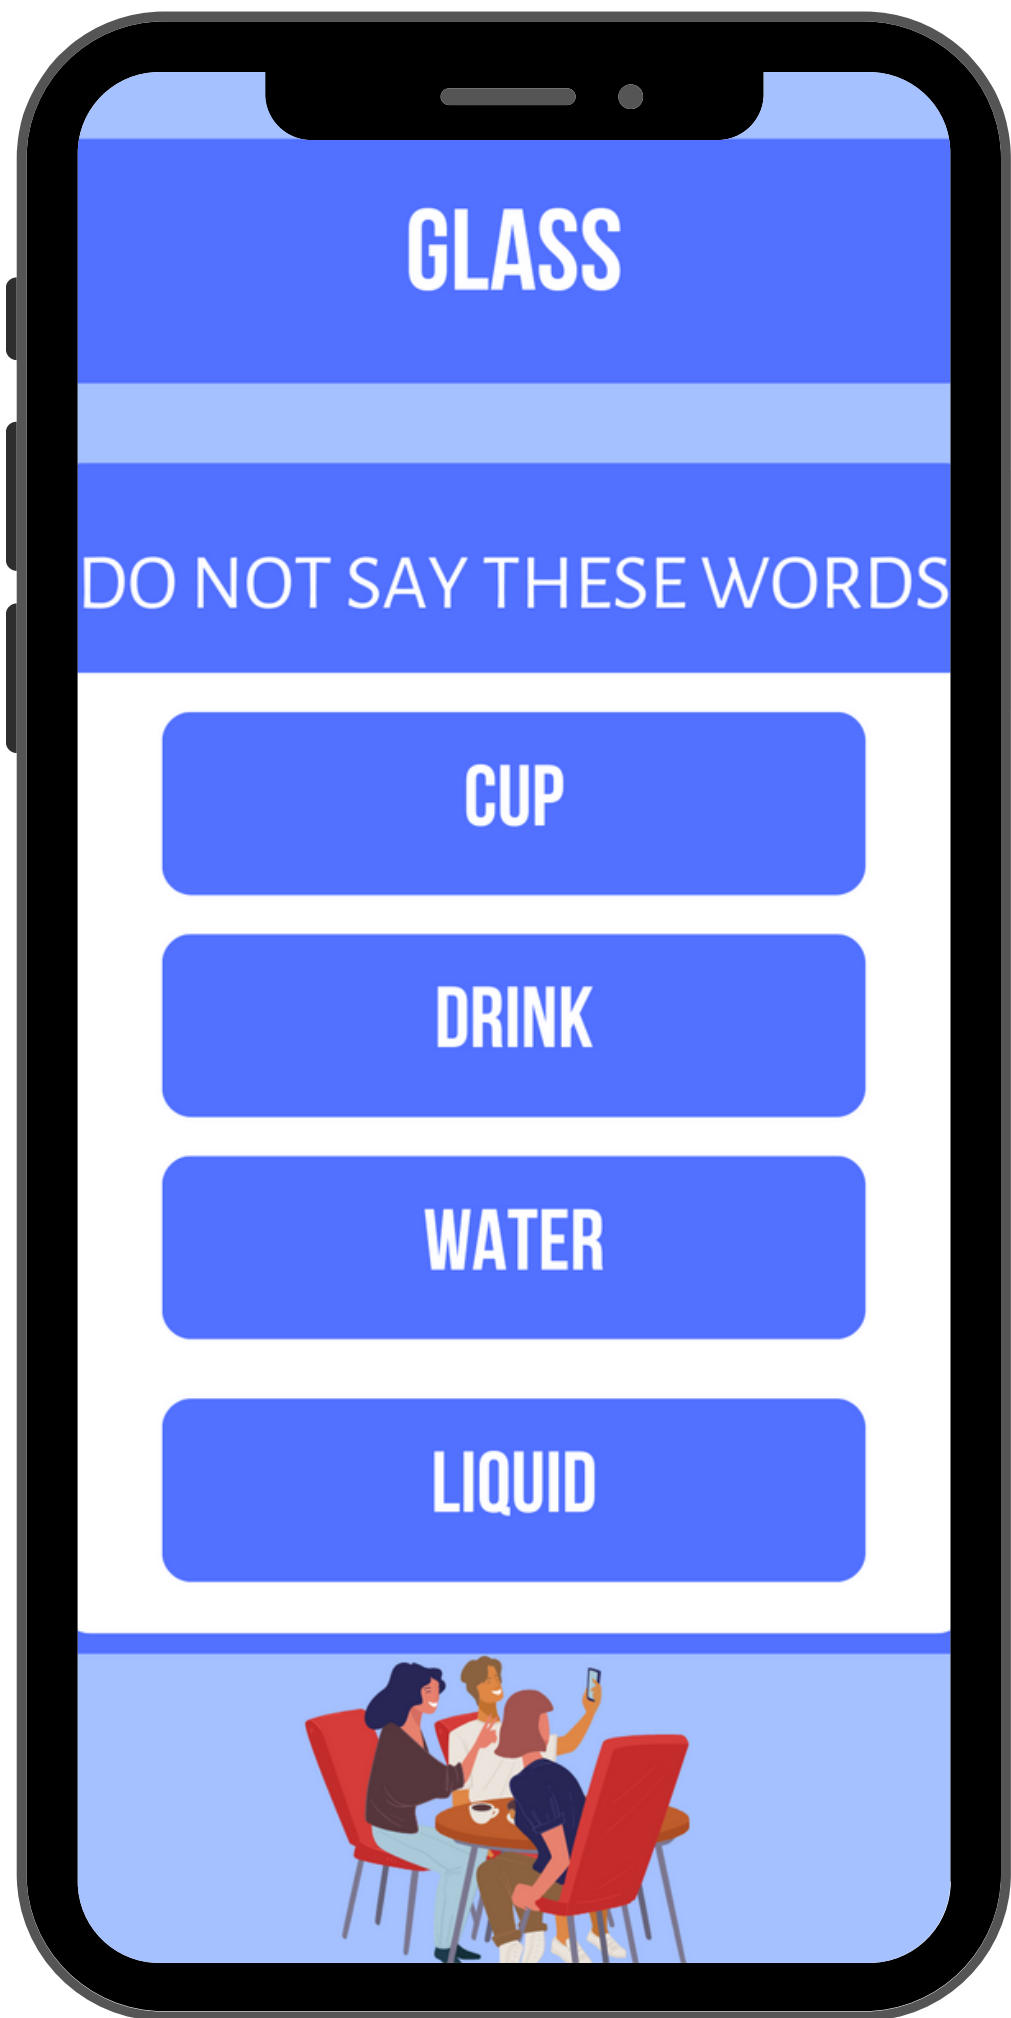 GLASS
DO NOT SAY THESE WORDS
CUP
DRINK
WATER
LIQUID